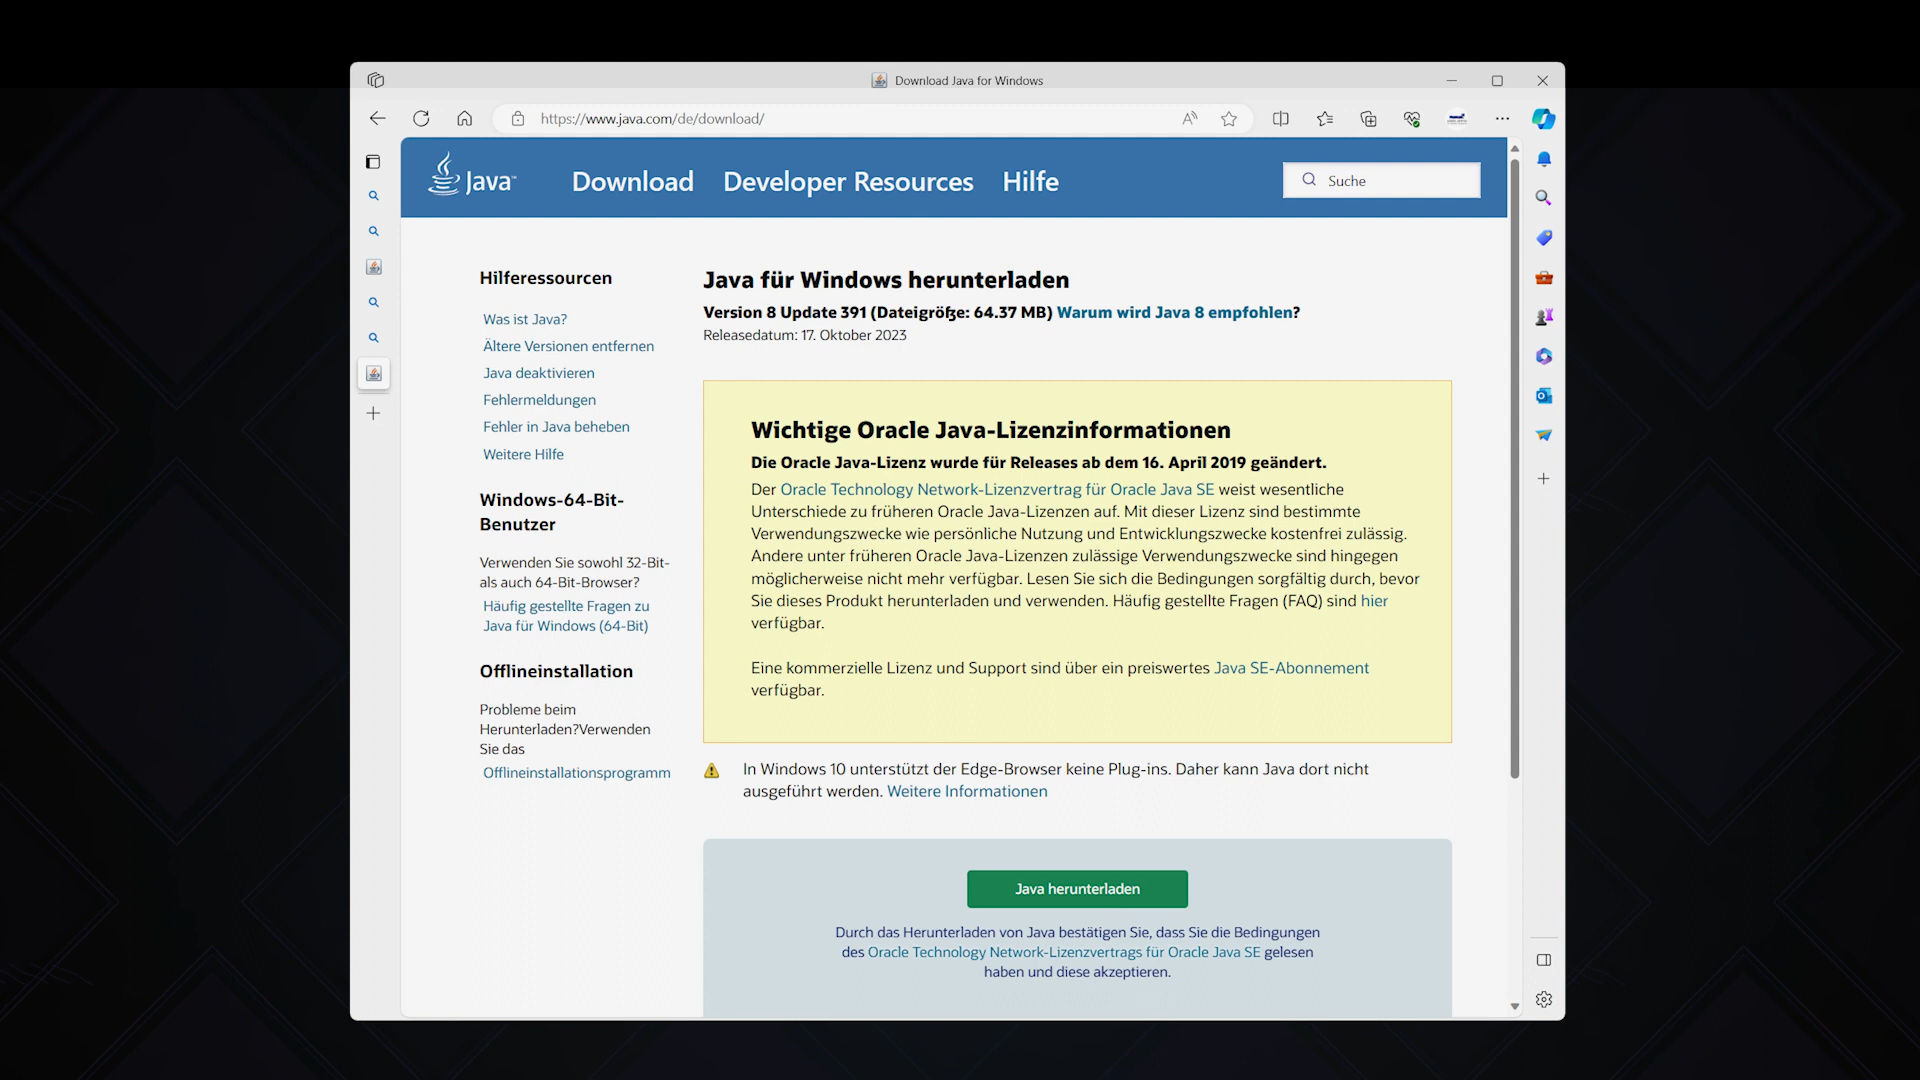 Download Java for Windows
https://www.java.com/de/download/
Java
Download
Developer Resources
Hilfe
Suche
Hilferessourcen
Was ist Java?
Ältere Versionen entfernen
Java deaktivieren
Fehlermeldungen
Fehler in Java beheben
Weitere Hilfe
Windows-64-Bit-
Benutzer
Verwenden Sie sowohl 32-Bit-
als auch 64-Bit-Browser?
Häufig gestellte Fragen zu
Java für Windows (64-Bit)
Offlineinstallation
Probleme beim
Herunterladen?Verwenden
Sie das
Offlineinstallationsprogramm
Java für Windows herunterladen
Version 8 Update 391 (Dateigröße: 64.37 MB) Warum wird Java 8 empfohlen?
Releasedatum: 17. Oktober 2023
Wichtige Oracle Java-Lizenzinformationen
Die Oracle Java-Lizenz wurde für Releases ab dem 16. April 2019 geändert.
Der Oracle Technology Network-Lizenzvertrag für Oracle Java SE weist wesentliche
Unterschiede zu früheren Oracle Java-Lizenzen auf. Mit dieser Lizenz sind bestimmte
Verwendungszwecke wie persönliche Nutzung und Entwicklungszwecke kostenfrei zulässig.
Andere unter früheren Oracle Java-Lizenzen zulässige Verwendungszwecke sind hingegen
möglicherweise nicht mehr verfügbar. Lesen Sie sich die Bedingungen sorgfältig durch, bevor
Sie dieses Produkt herunterladen und verwenden. Häufig gestellte Fragen (FAQ) sind hier
verfügbar.
Eine kommerzielle Lizenz und Support sind über ein preiswertes Java SE-Abonnement
verfügbar.
In Windows 10 unterstützt der Edge-Browser keine Plug-ins. Daher kann Java dort nicht
ausgeführt werden. Weitere Informationen
Java herunterladen
Durch das Herunterladen von Java bestätigen Sie, dass Sie die Bedingungen
des Oracle Technology Network-Lizenzvertrags für Oracle Java SE gelesen
haben und diese akzeptieren.